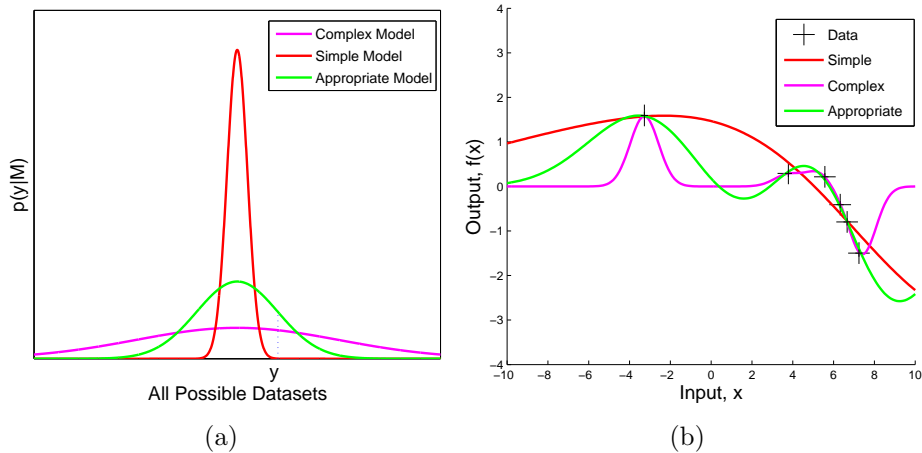 Complex Model
Simple Model
Appropriate Model
p(y|M)
y
All Possible Datasets
(a)
4
3
2
1
0
−1
−2
−3
−4
Output, f(x)
Data
Simple
Complex
Appropriate
−10 −8 −6 −4 −2 0 2 4 6 8 10
Input, x
(b)